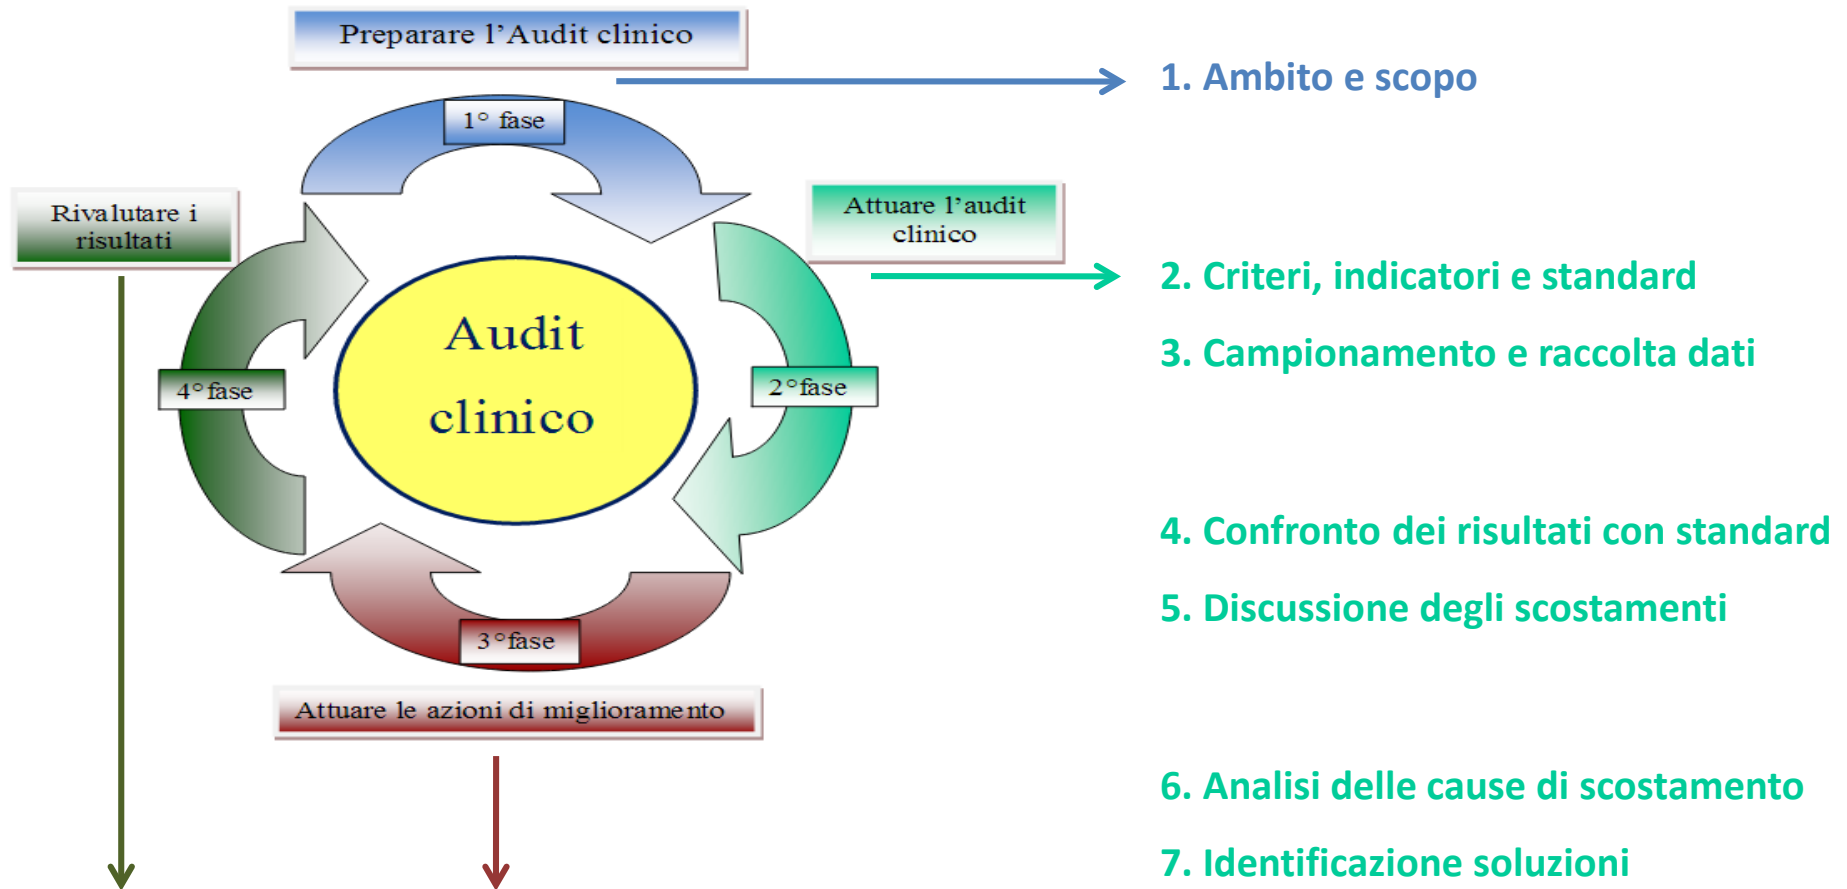 Preparare l'Audit clinico
1. Ambito e scopo
1° fase
Rivalutare i
risultati
Attuare l'audit
clinico
2. Criteri, indicatori e standard
3. Campionamento e raccolta dati
Audit
clinico
4°fase
2°fase
4. Confronto dei risultati con standard
5. Discussione degli scostamenti
3°fase
Attuare le azioni di miglioramento
6. Analisi delle cause di scostamento
7. Identificazione soluzioni